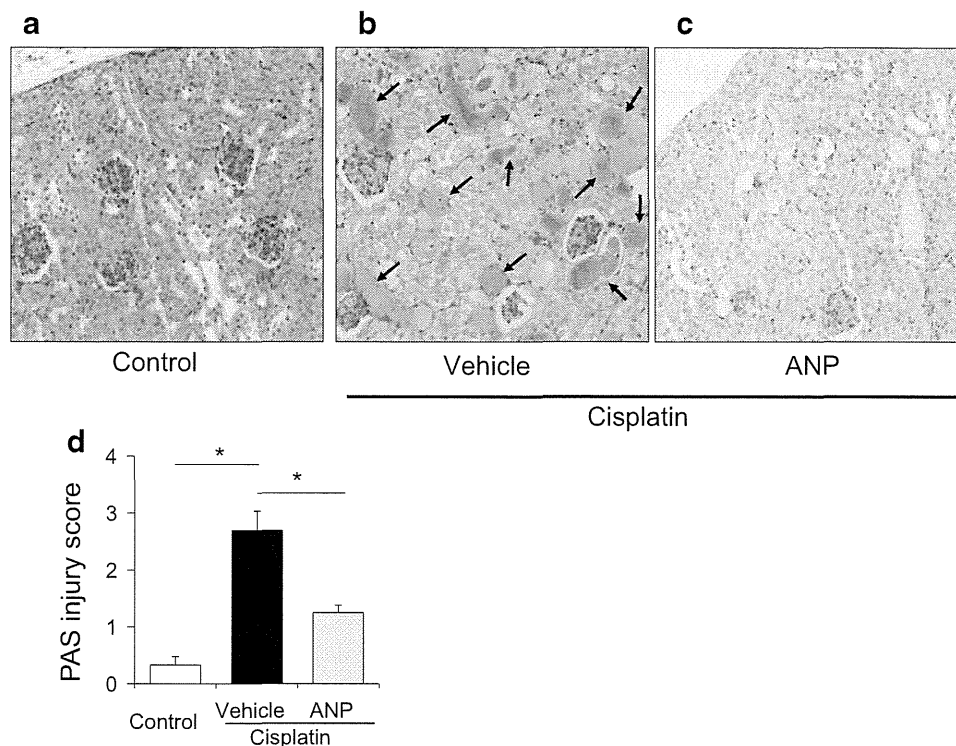 a b c
Control Vehicle ANP
Cisplatin
d
4
3
2
1
0
PAS injury score
* *
Control Vehicle ANP
Cisplatin